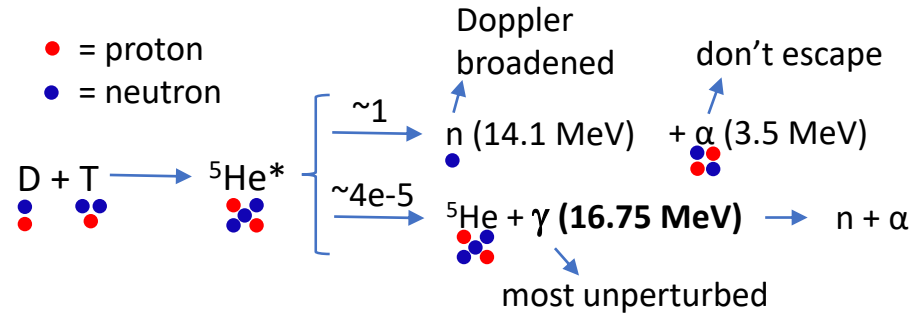 = proton
= neutron
Doppler
broadened
don’t escape
~1
n (14.1 MeV) + α (3.5 MeV)
D + T
⁵He*
~4e-5
⁵He + γ (16.75 MeV)
n + α
most unperturbed